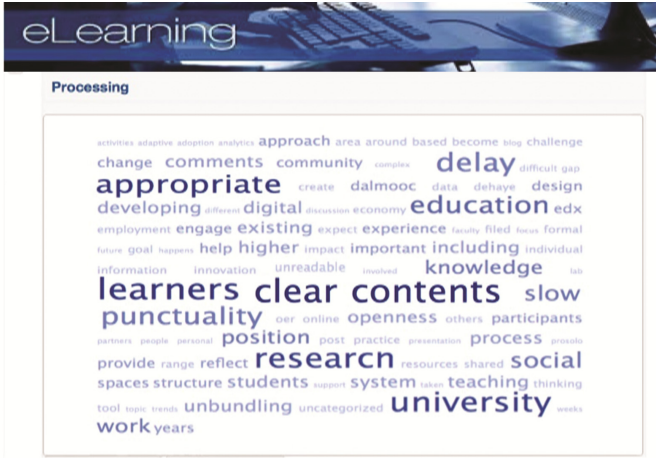 eLearning
Processing
activities adaptive adoption analytics approach area around based become blog challenge
change comments community complex delay difficult gap
appropriate create dalmooc data dehaye design
developing different digital discussion economy education edx
employment engage existing expect experience faculty filed focus formal
future goal happens help higher impact important including individual
information innovation unreadable involved knowledge lab
learners clear contents slow
punctuality oer online openness others participants
partners people personal position post practice presentation process prosolo
provide range reflect research resources shared social
spaces structure students support system taken teaching thinking
tool topic trends unbundling uncategorized university weeks
work years